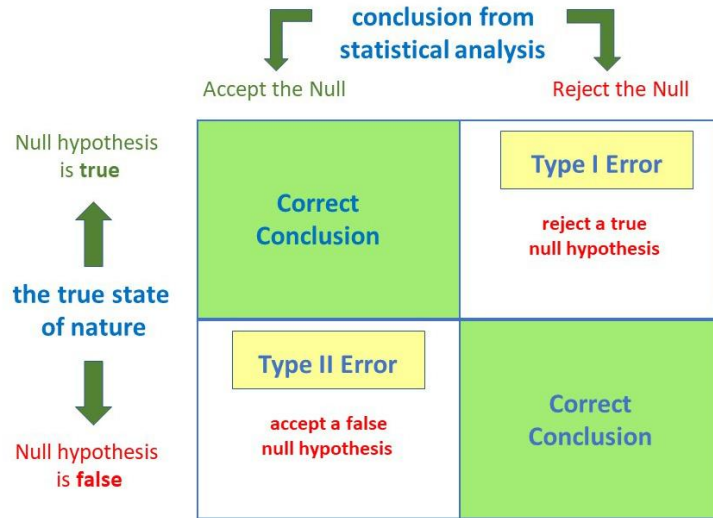 conclusion from
statistical analysis
Accept the Null
Reject the Null
Null hypothesis
is true
Correct
Conclusion
Type I Error
reject a true
null hypothesis
the true state
of nature
Type II Error
accept a false
null hypothesis
Correct
Conclusion
Null hypothesis
is false